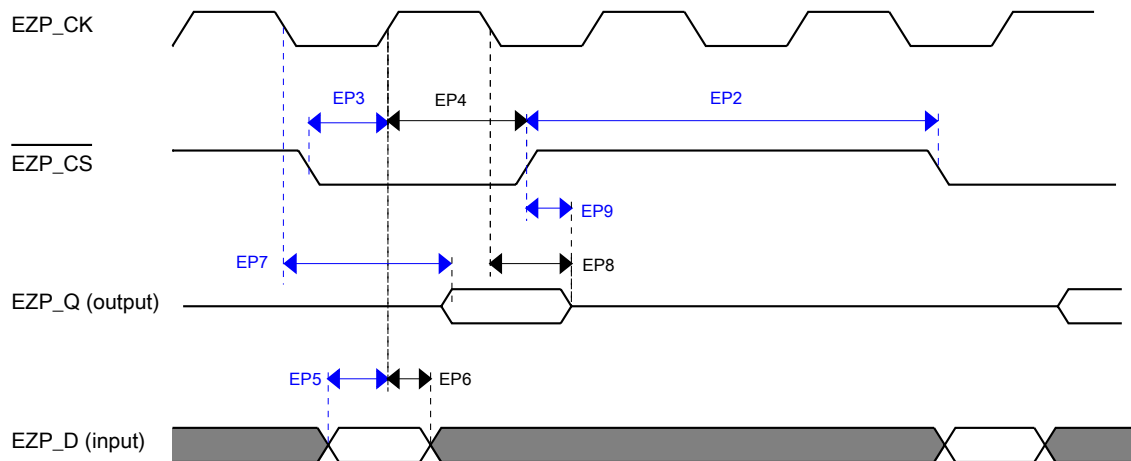 EZP_CK
EP3
EP4
EP2
EZP_CS
EP9
EP7
EP8
EZP_Q (output)
EP5
EP6
EZP_D (input)